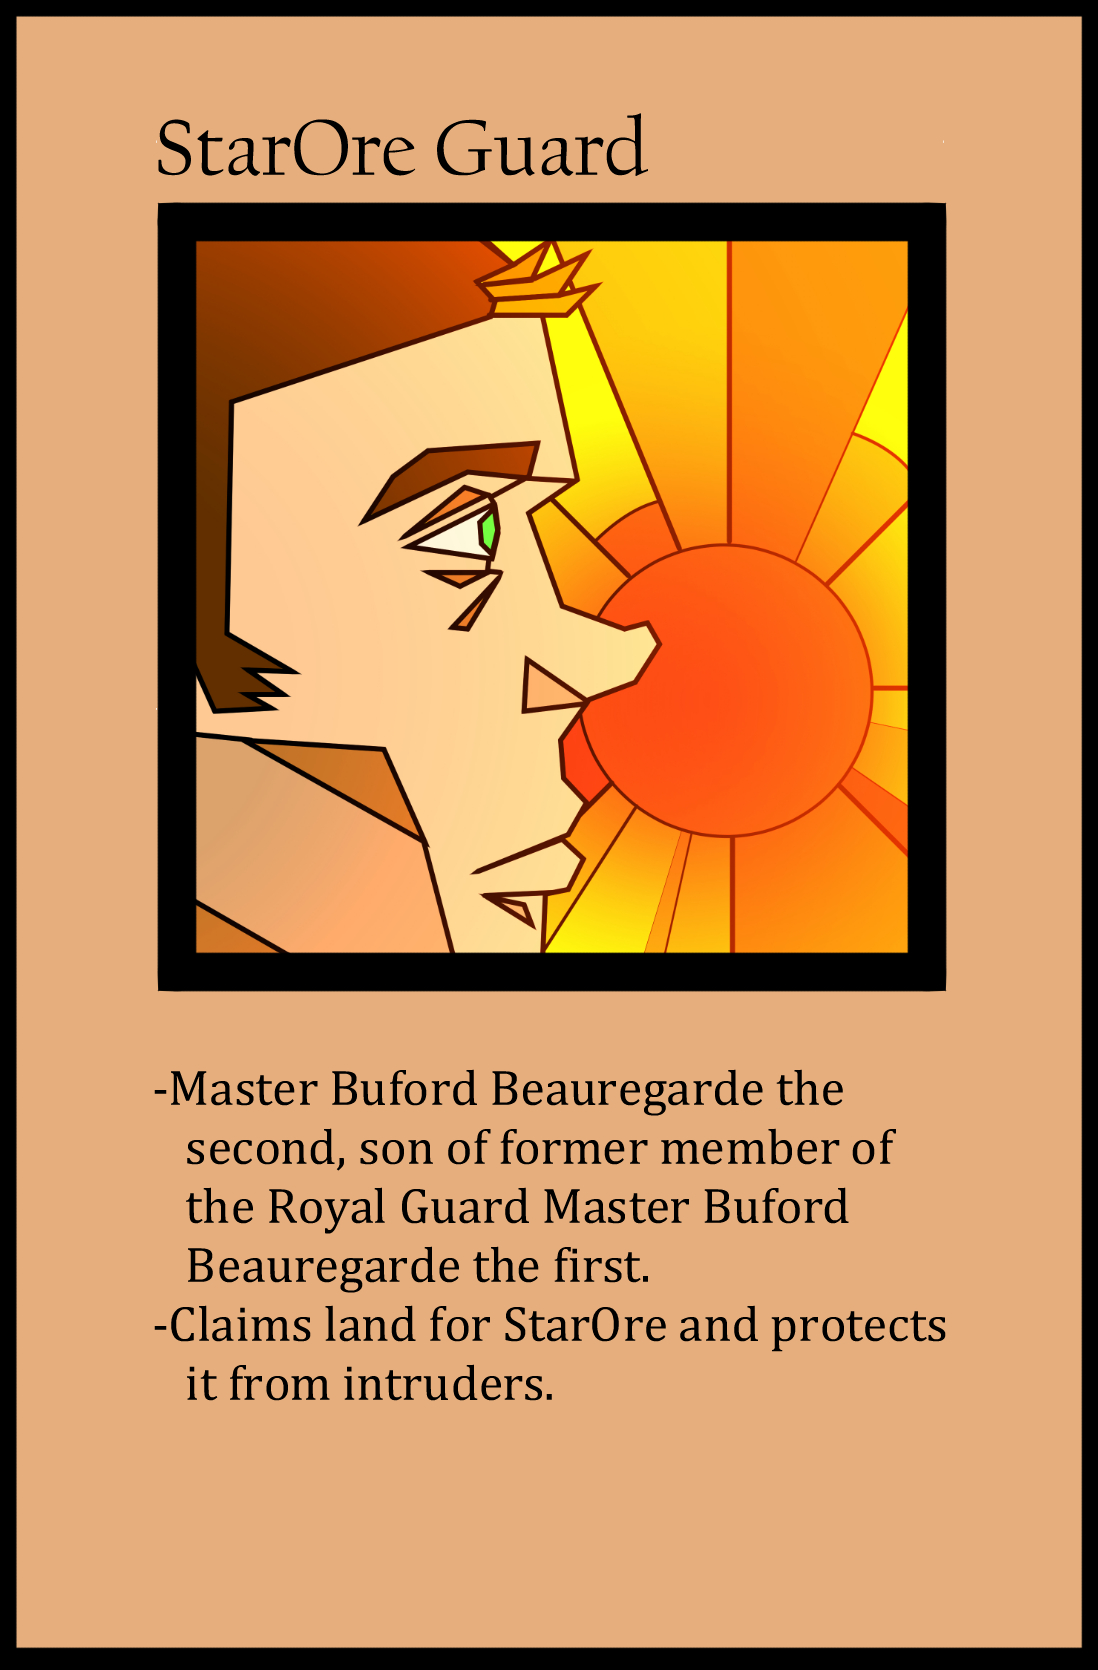 StarOre Guard
-Master Buford Beauregarde the
second, son of former member of
the Royal Guard Master Buford
Beauregarde the first.
-Claims land for StarOre and protects
it from intruders.